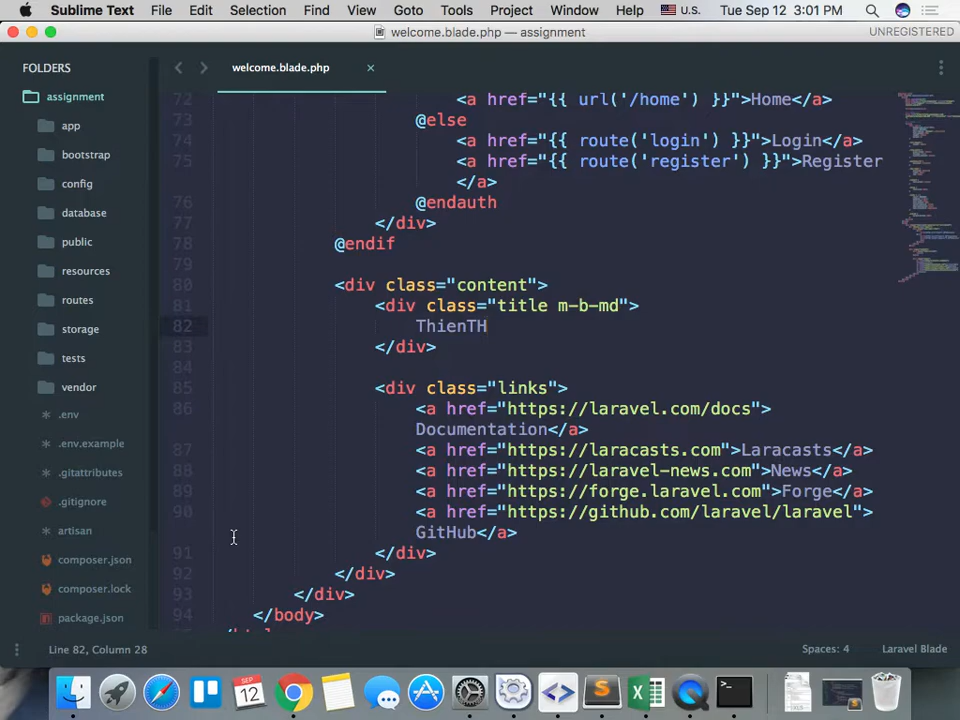 Sublime Text File Edit Selection Find View Goto Tools Project Window Help U.S. Tue Sep 12 3:01 PM
welcome.blade.php — assignment UNREGISTERED
FOLDERS
assignment
app
bootstrap
config
database
public
resources
routes
storage
tests
vendor
.env
.env.example
.gitattributes
.gitignore
artisan
composer.json
composer.lock
package.json
welcome.blade.php ×
72 <a href="{{ url('/home') }}">Home</a>
73 @else
74 <a href="{{ route('login') }}">Login</a>
75 <a href="{{ route('register') }}">Register
</a>
76 @endauth
77 </div>
78 @endif
79
80 <div class="content">
81 <div class="title m-b-md">
82 ThienTH
83 </div>
84
85 <div class="links">
86 <a href="https://laravel.com/docs">
Documentation</a>
87 <a href="https://laracasts.com">Laracasts</a>
88 <a href="https://laravel-news.com">News</a>
89 <a href="https://forge.laravel.com">Forge</a>
90 <a href="https://github.com/laravel/laravel">
GitHub</a>
91 </div>
92 </div>
93 </div>
94 </body>
Line 82, Column 28 Spaces: 4 Laravel Blade
SEP
12